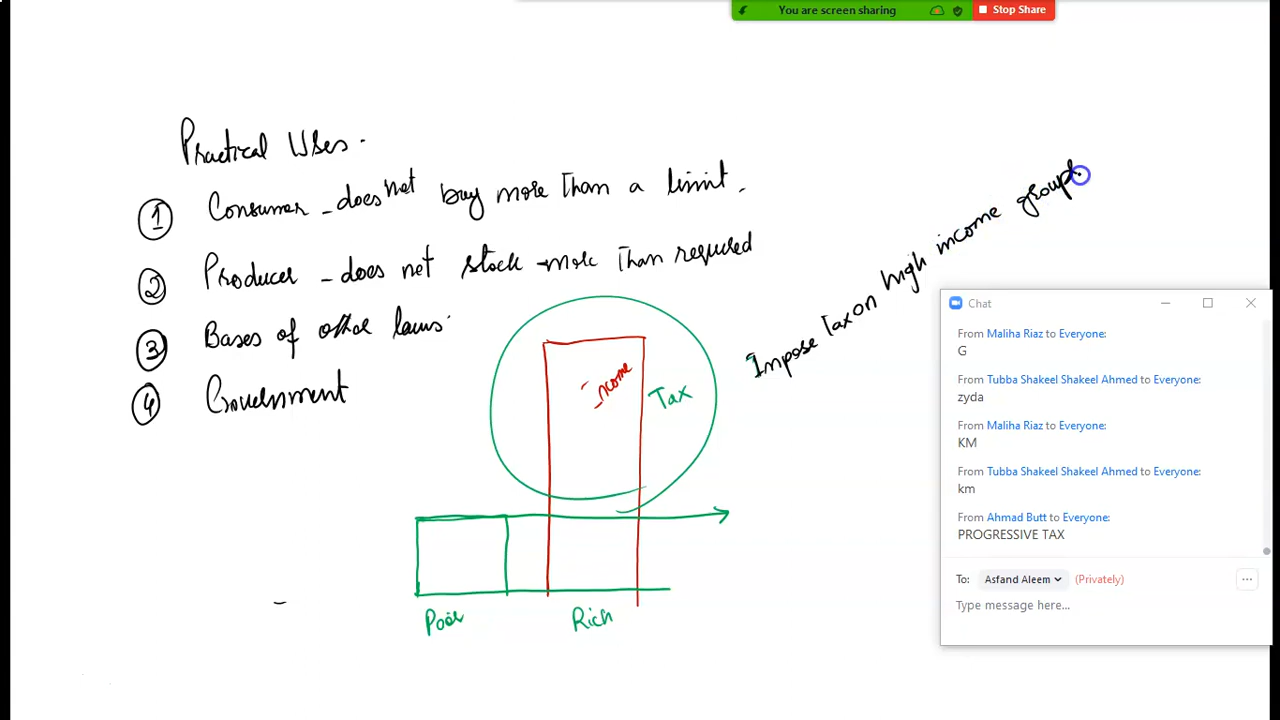 You are screen sharing
Stop Share
Practical Uses.
1 Consumer - does not buy more Than a limit.
2 Producer - does not stock more Than required
3 Bases of other laws.
4 Government
Impose Tax on high income group
Income
Tax
Poor
Rich
Chat
From Maliha Riaz to Everyone:
G
From Tubba Shakeel Shakeel Ahmed to Everyone:
zyda
From Maliha Riaz to Everyone:
KM
From Tubba Shakeel Shakeel Ahmed to Everyone:
km
From Ahmad Butt to Everyone:
PROGRESSIVE TAX
To: Asfand Aleem (Privately)
Type message here...